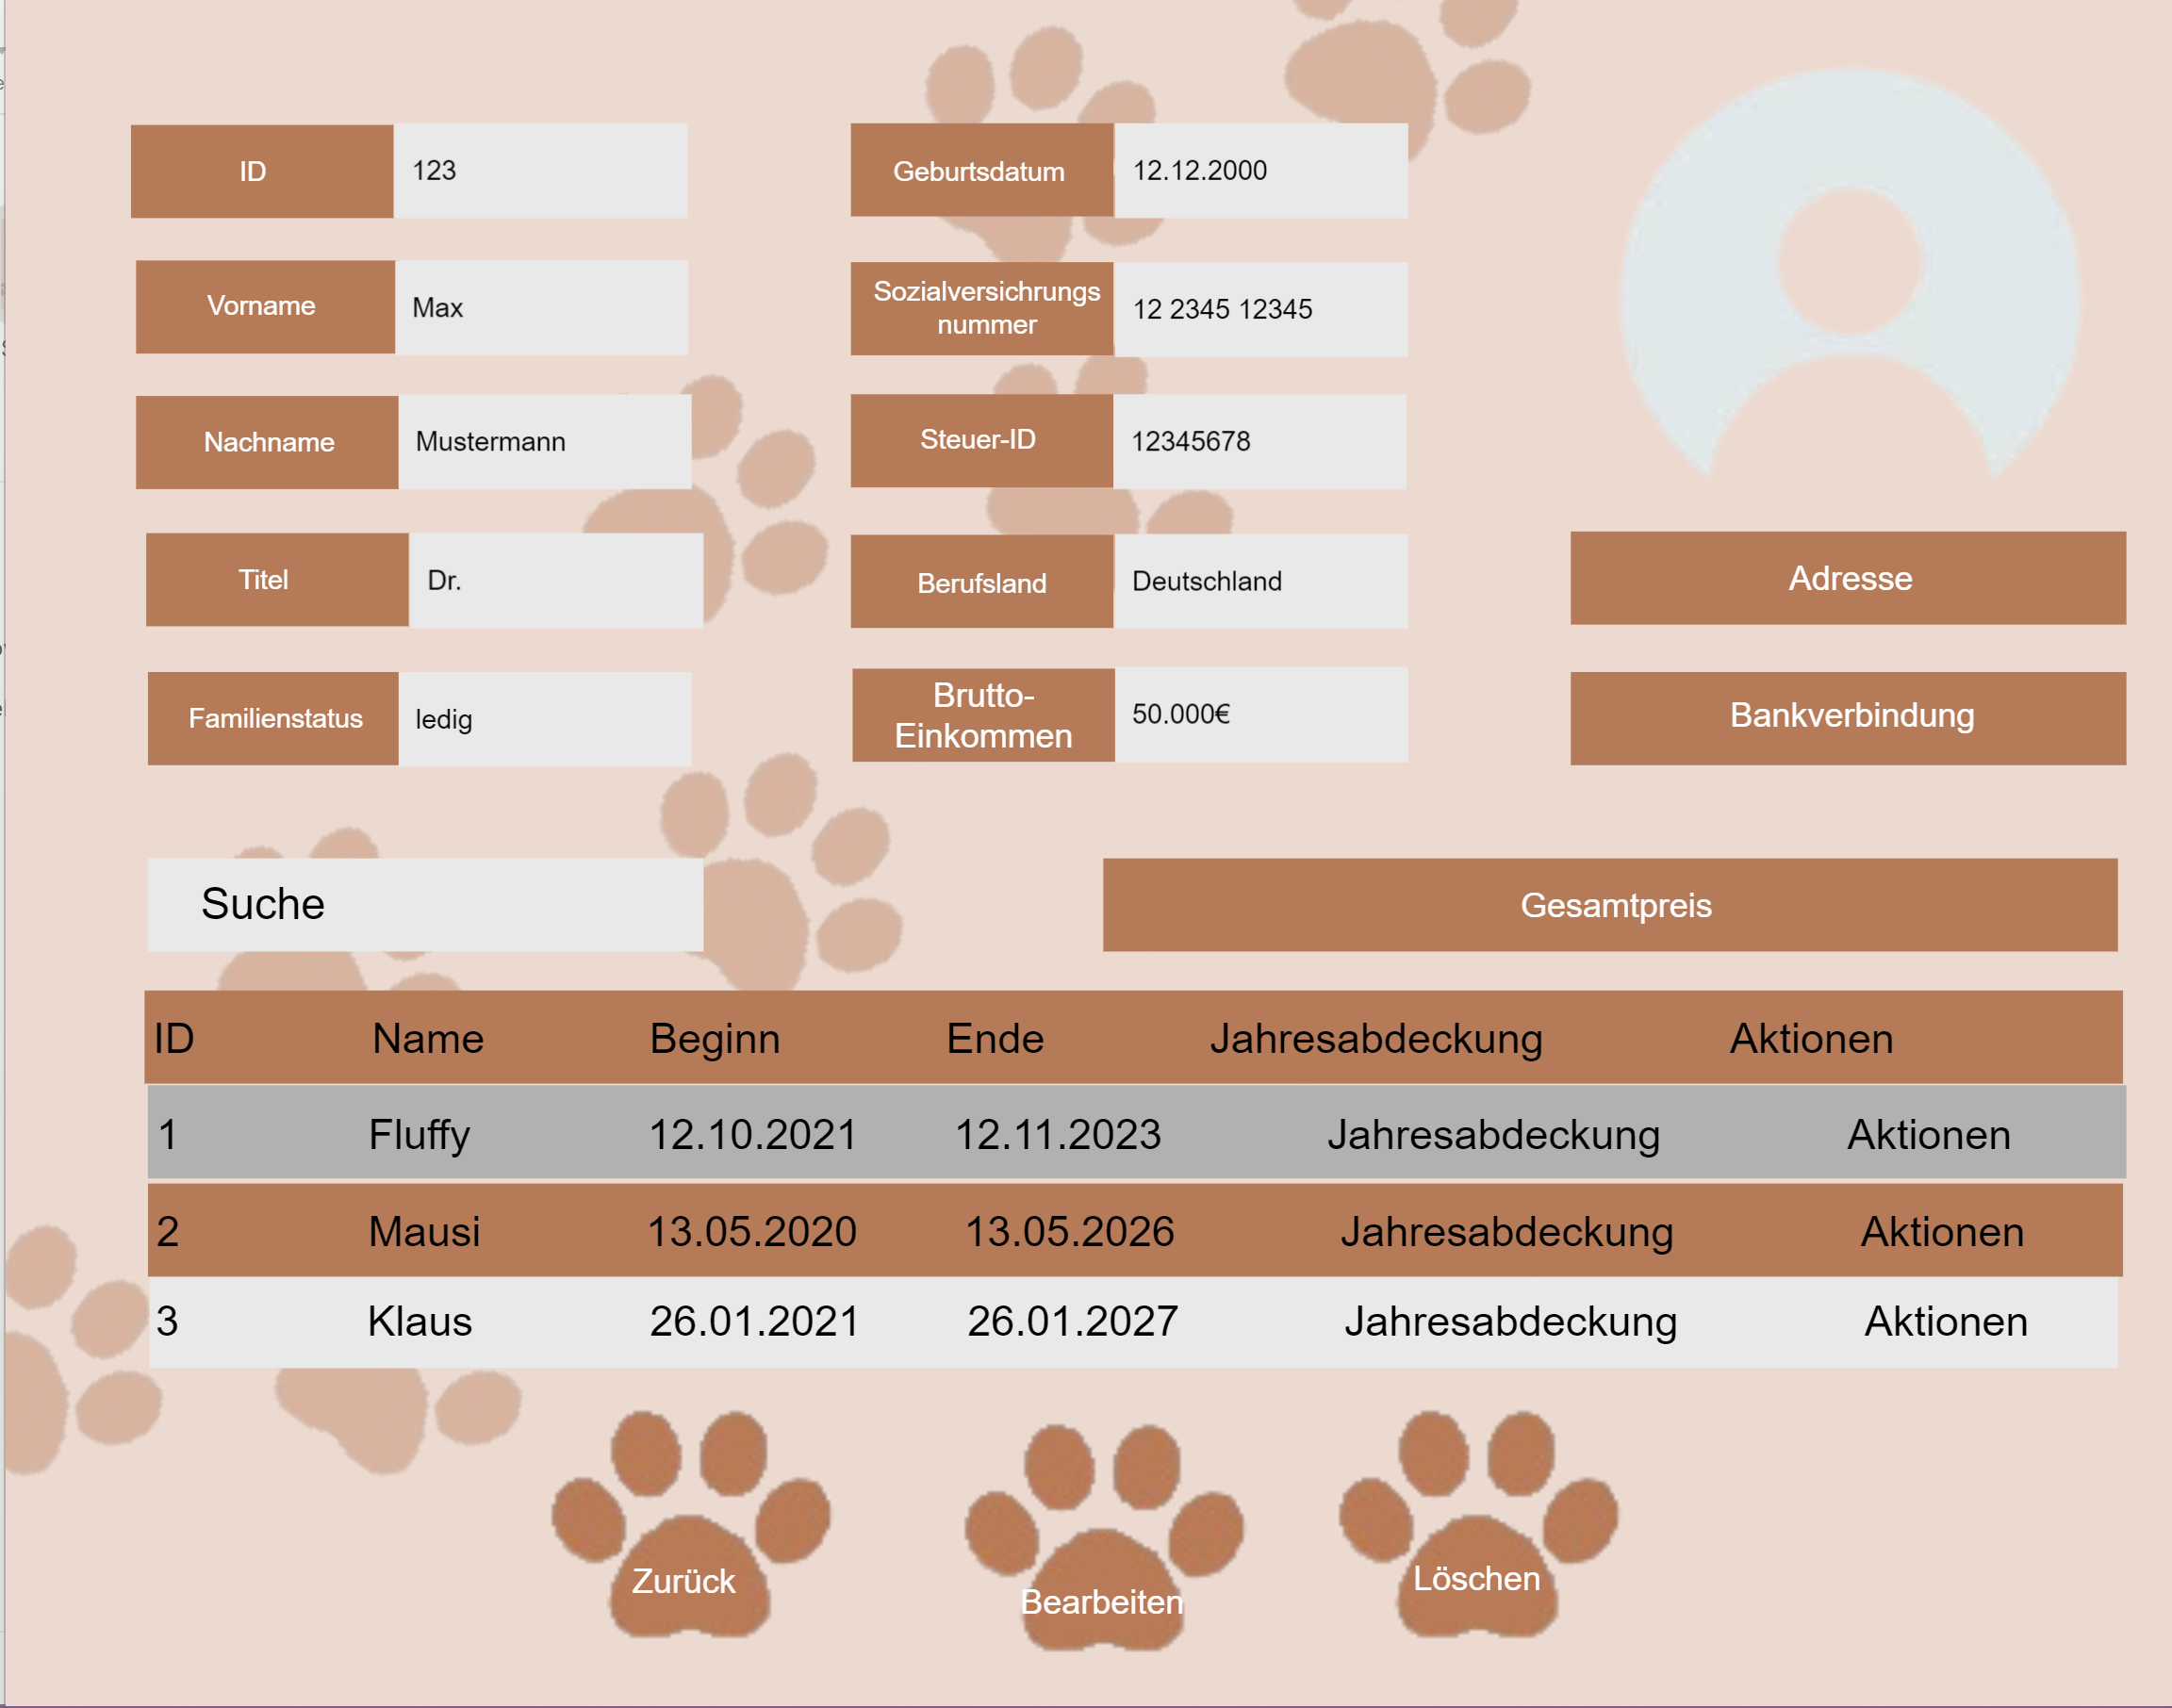 ID 123
Geburtsdatum 12.12.2000
Vorname Max
Sozialversichrungs
nummer
12 2345 12345
Nachname Mustermann
Steuer-ID 12345678
Titel Dr.
Berufsland Deutschland
Adresse
Familienstatus ledig
Brutto-
Einkommen
50.000€
Bankverbindung
Suche
Gesamtpreis
ID Name Beginn Ende Jahresabdeckung Aktionen
1 Fluffy 12.10.2021 12.11.2023 Jahresabdeckung Aktionen
2 Mausi 13.05.2020 13.05.2026 Jahresabdeckung Aktionen
3 Klaus 26.01.2021 26.01.2027 Jahresabdeckung Aktionen
Zurück
Bearbeiten
Löschen